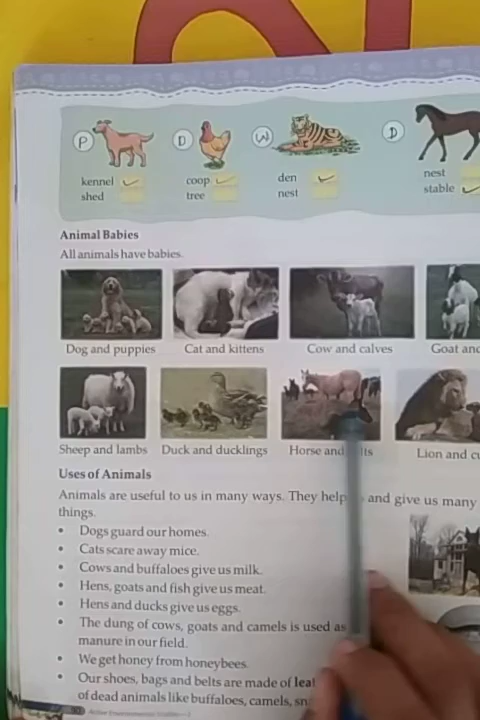 P D W D
kennel coop den nest
shed tree nest stable
Animal Babies
All animals have babies.
Dog and puppies Cat and kittens Cow and calves Goat and
Sheep and lambs Duck and ducklings Horse and Lion and
Uses of Animals
Animals are useful to us in many ways. They help and give us many
things.
• Dogs guard our homes.
• Cats scare away mice.
• Cows and buffaloes give us milk.
• Hens, goats and fish give us meat.
• Hens and ducks give us eggs.
• The dung of cows, goats and camels is used as
manure in our field.
• We get honey from honeybees.
• Our shoes, bags and belts are made of
of dead animals like buffaloes, camels,